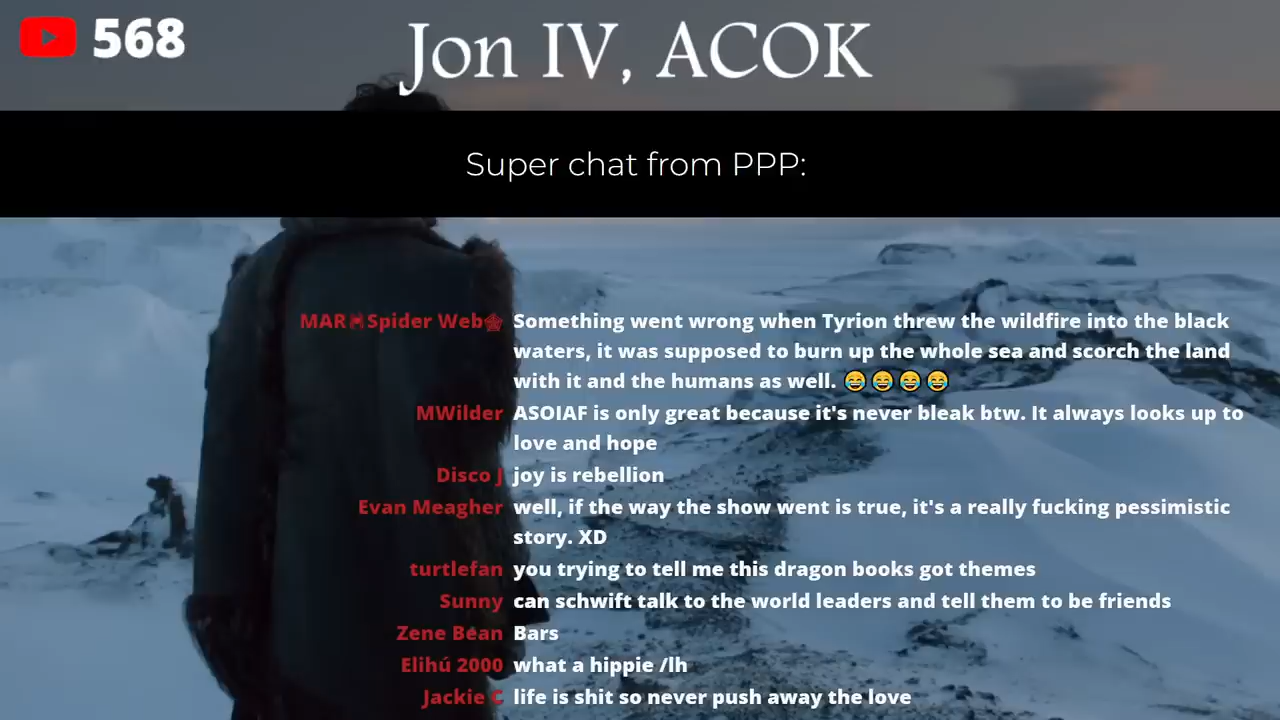 568
Jon IV, ACOK
Super chat from PPP:
MAR Spider Web Something went wrong when Tyrion threw the wildfire into the black
waters, it was supposed to burn up the whole sea and scorch the land
with it and the humans as well. 😂😂😂😂
MWilder ASOIAF is only great because it's never bleak btw. It always looks up to
love and hope
Disco J joy is rebellion
Evan Meagher well, if the way the show went is true, it's a really fucking pessimistic
story. XD
turtlefan you trying to tell me this dragon books got themes
Sunny can schwift talk to the world leaders and tell them to be friends
Zene Bean Bars
Elihú 2000 what a hippie /lh
Jackie C life is shit so never push away the love